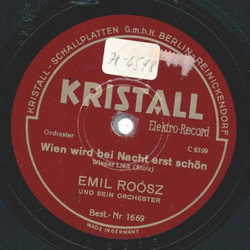 KRISTALL-SCHALLPLATTEN G.m.b.H. BERLIN-REINICKENDORF
KRISTALL
Elektro-Record
Orchester
C 6399
Wien wird bei Nacht erst schön
Wiener Lied (Stolz)
EMIL ROÓSZ
UND SEIN ORCHESTER
Best.-Nr 1669
MADE IN GERMANY